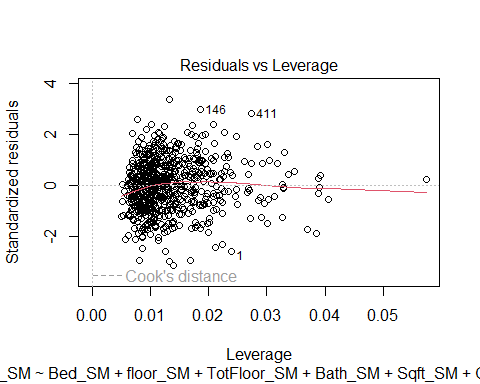 Residuals vs Leverage
Standardized residuals
4
2
0
-2
146
411
1
Cook's distance
0.00 0.01 0.02 0.03 0.04 0.05
Leverage
_SM ~ Bed_SM + floor_SM + TotFloor_SM + Bath_SM + Sqft_SM +